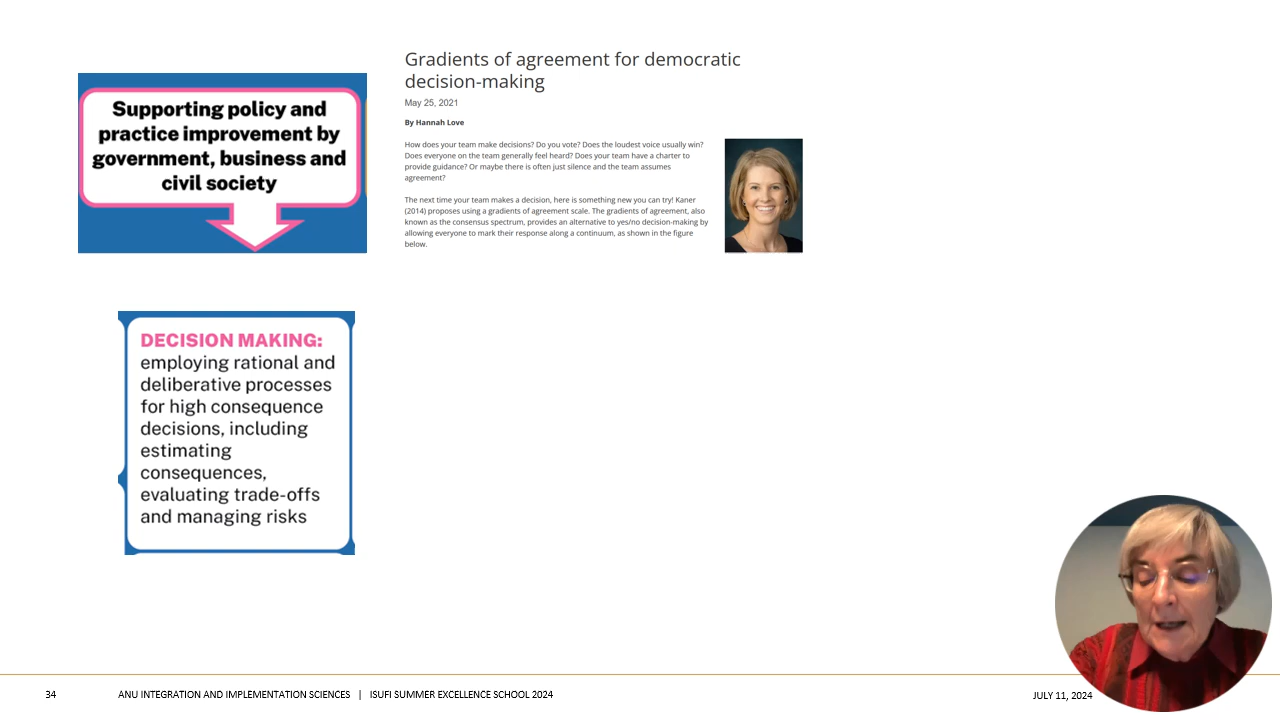 Supporting policy and
practice improvement by
government, business and
civil society
Gradients of agreement for democratic
decision-making
May 25, 2021
By Hannah Love
How does your team make decisions? Do you vote? Does the loudest voice usually win?
Does everyone on the team generally feel heard? Does your team have a charter to
provide guidance? Or maybe there is often just silence and the team assumes
agreement?
The next time your team makes a decision, here is something new you can try! Kaner
(2014) proposes using a gradients of agreement scale. The gradients of agreement, also
known as the consensus spectrum, provides an alternative to yes/no decision-making by
allowing everyone to mark their response along a continuum, as shown in the figure
below.
DECISION MAKING:
employing rational and
deliberative processes
for high consequence
decisions, including
estimating
consequences,
evaluating trade-offs
and managing risks
34
ANU INTEGRATION AND IMPLEMENTATION SCIENCES | ISUFI SUMMER EXCELLENCE SCHOOL 2024
JULY 11, 2024